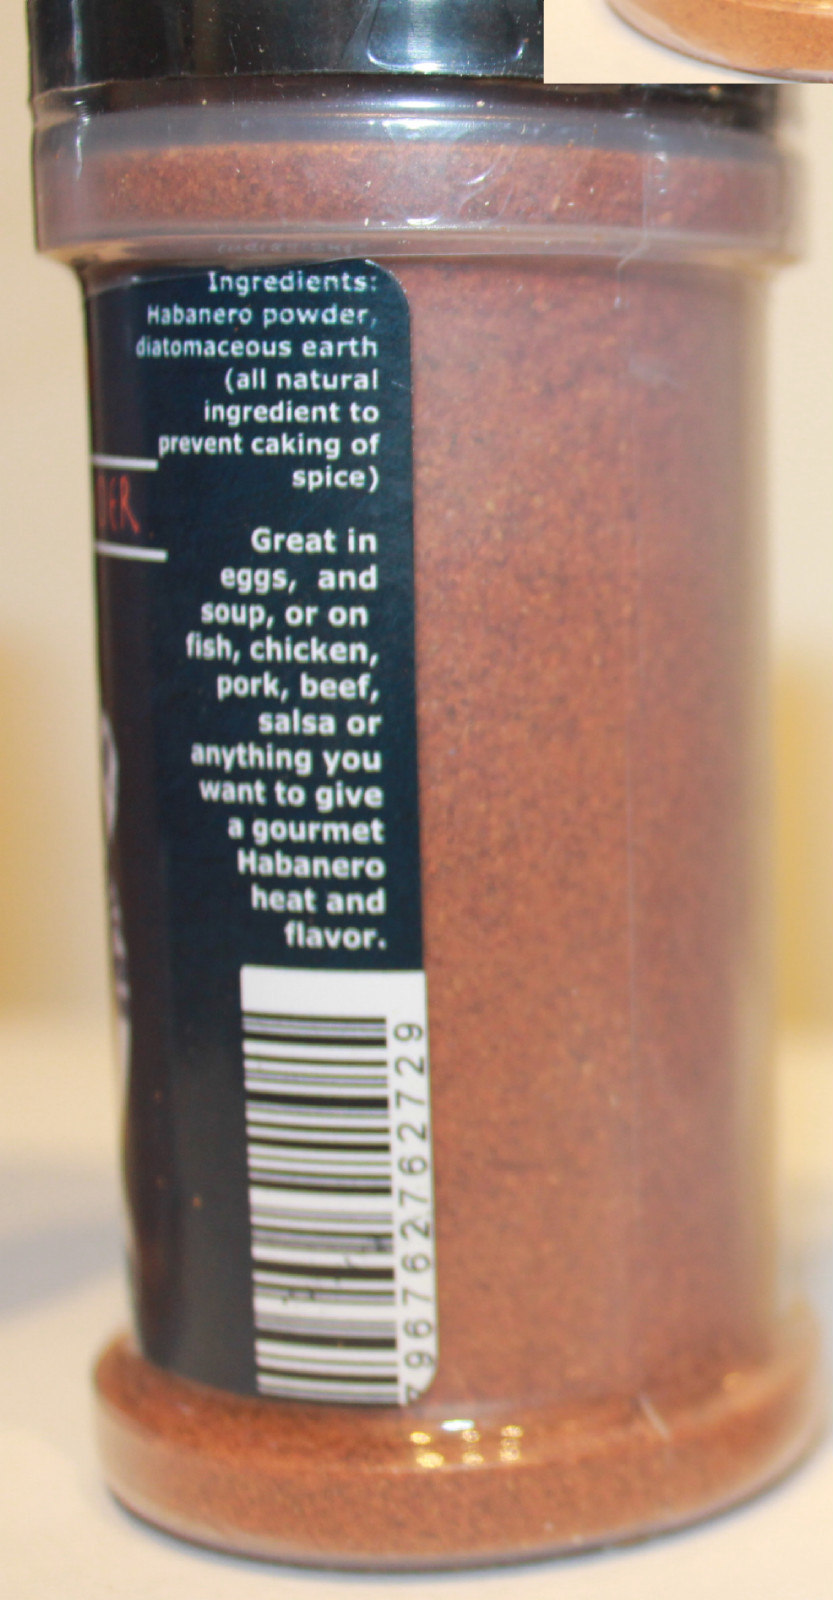 Ingredients:
Habanero powder,
diatomaceous earth
(all natural
ingredient to
prevent caking of
spice)
DER
Great in
eggs, and
soup, or on
fish, chicken,
pork, beef,
salsa or
anything you
want to give
a gourmet
Habanero
heat and
flavor.
796762762729